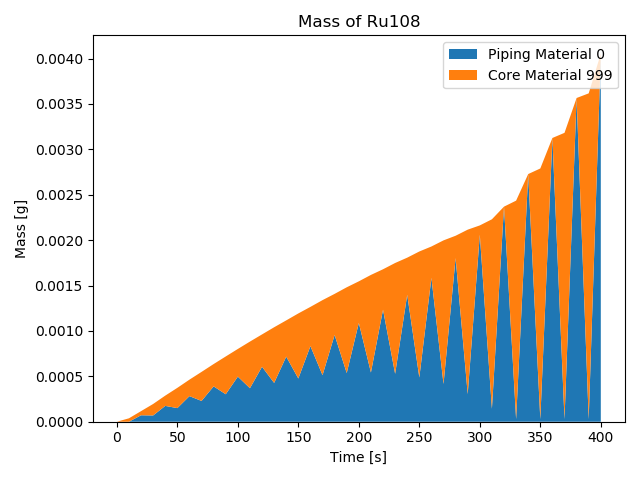 Mass of Ru108
Piping Material 0
Core Material 999
Mass [g]
0.0040
0.0035
0.0030
0.0025
0.0020
0.0015
0.0010
0.0005
0.0000
0 50 100 150 200 250 300 350 400
Time [s]